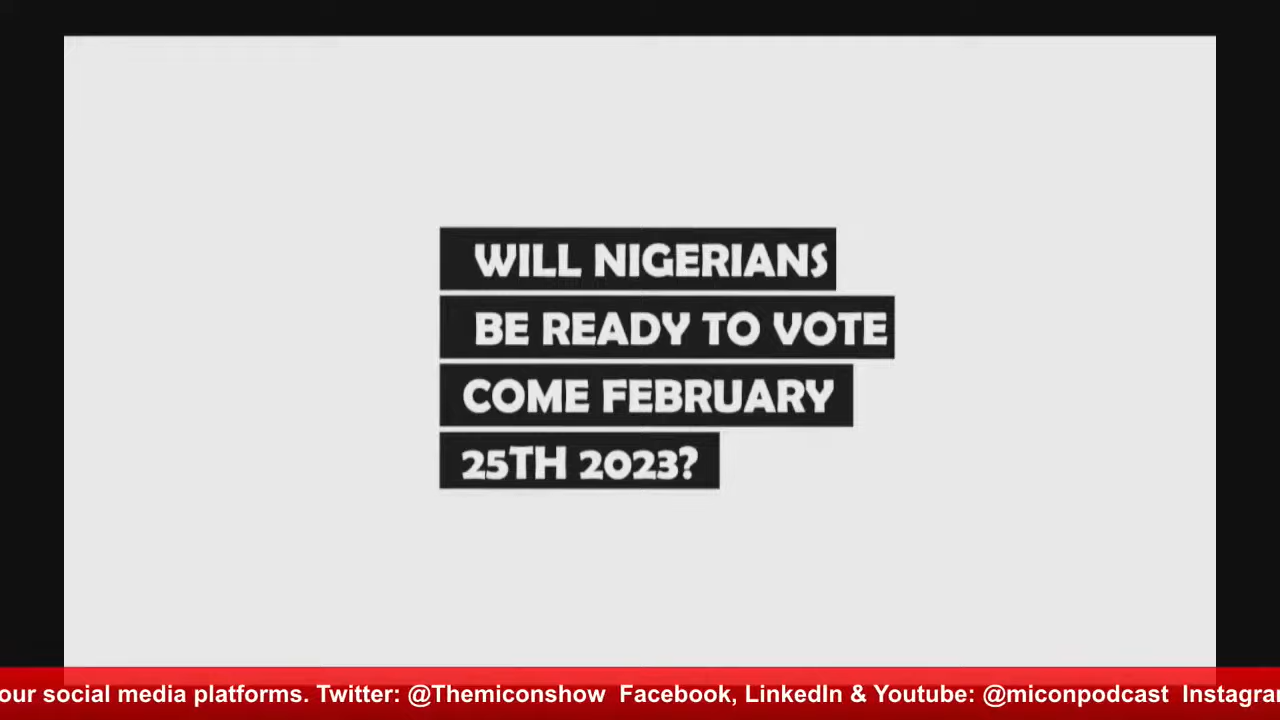 WILL NIGERIANS
BE READY TO VOTE
COME FEBRUARY
25TH 2023?
our social media platforms. Twitter: @Themiconshow Facebook, LinkedIn & Youtube: @miconpodcast Instagram